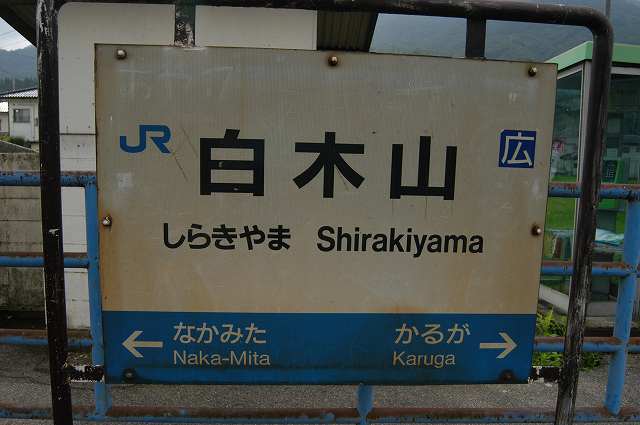 JR 白木山 広
しらきやま Shirakiyama
← なかみた かるが →
Naka-Mita Karuga